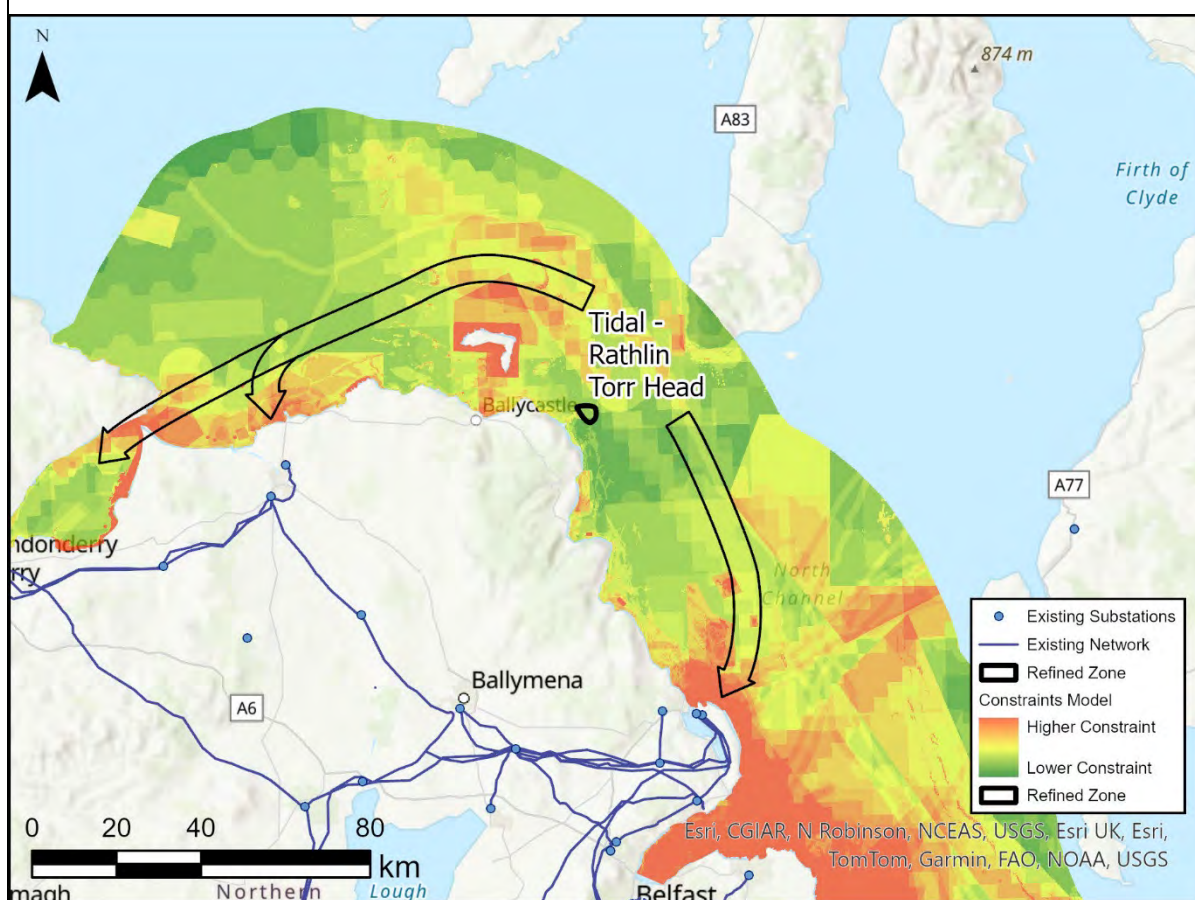 N
874 m
A83
Firth of
Clyde
Tidal -
Rathlin
Torr Head
Ballycastle
A77
ndonderry
rry
North
Channel
Existing Substations
Existing Network
Refined Zone
Constraints Model
Higher Constraint
Lower Constraint
Refined Zone
Ballymena
A6
0 20 40 80
km
Esri, CGIAR, N Robinson, NCEAS, USGS, Esri UK, Esri,
TomTom, Garmin, FAO, NOAA, USGS
magh
Northern
Lough
Belfast